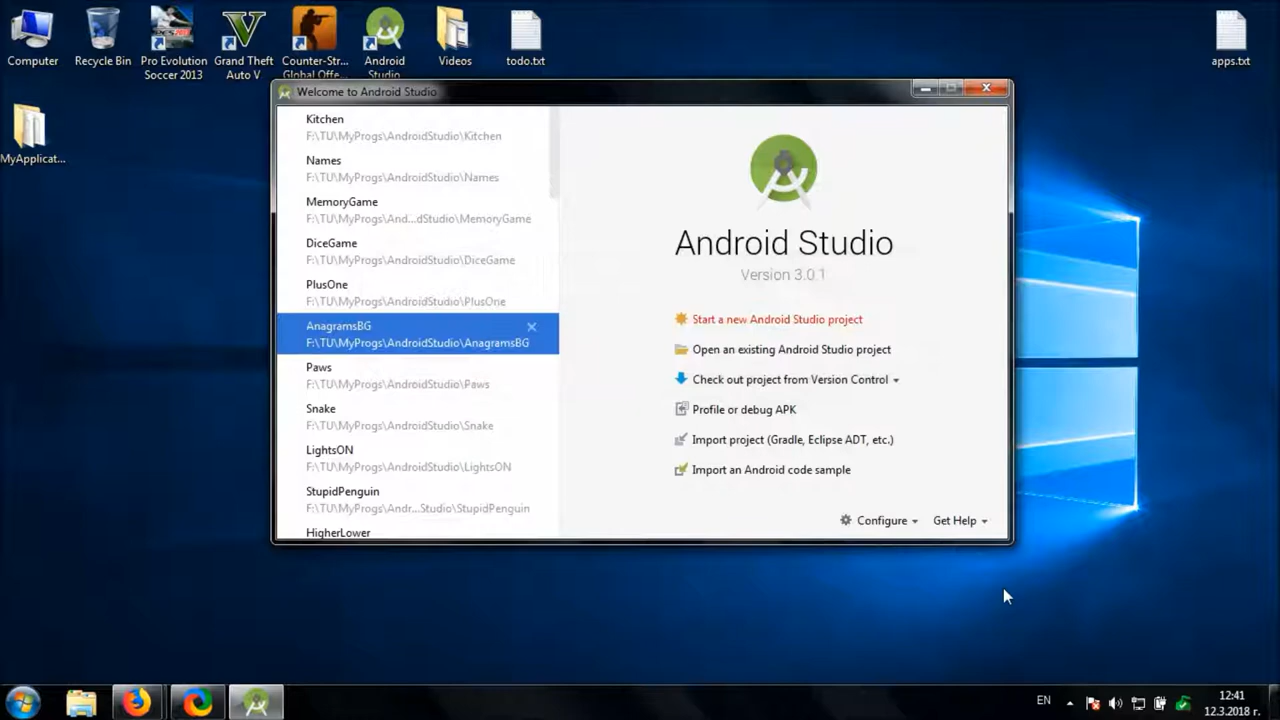 Computer
Recycle Bin
Pro Evolution
Soccer 2013
Grand Theft
Auto V
Counter-Str...
Global Offe...
Android
Studio
Videos
todo.txt
apps.txt
MyApplicat...
Welcome to Android Studio
Kitchen
F:\TU\MyProgs\AndroidStudio\Kitchen
Names
F:\TU\MyProgs\AndroidStudio\Names
MemoryGame
F:\TU\MyProgs\And...dStudio\MemoryGame
DiceGame
F:\TU\MyProgs\AndroidStudio\DiceGame
PlusOne
F:\TU\MyProgs\AndroidStudio\PlusOne
AnagramsBG
F:\TU\MyProgs\AndroidStudio\AnagramsBG
Paws
F:\TU\MyProgs\AndroidStudio\Paws
Snake
F:\TU\MyProgs\AndroidStudio\Snake
LightsON
F:\TU\MyProgs\AndroidStudio\LightsON
StupidPenguin
F:\TU\MyProgs\Andr...Studio\StupidPenguin
HigherLower
Android Studio
Version 3.0.1
Start a new Android Studio project
Open an existing Android Studio project
Check out project from Version Control
Profile or debug APK
Import project (Gradle, Eclipse ADT, etc.)
Import an Android code sample
Configure
Get Help
EN
12:41
12.3.2018 г.